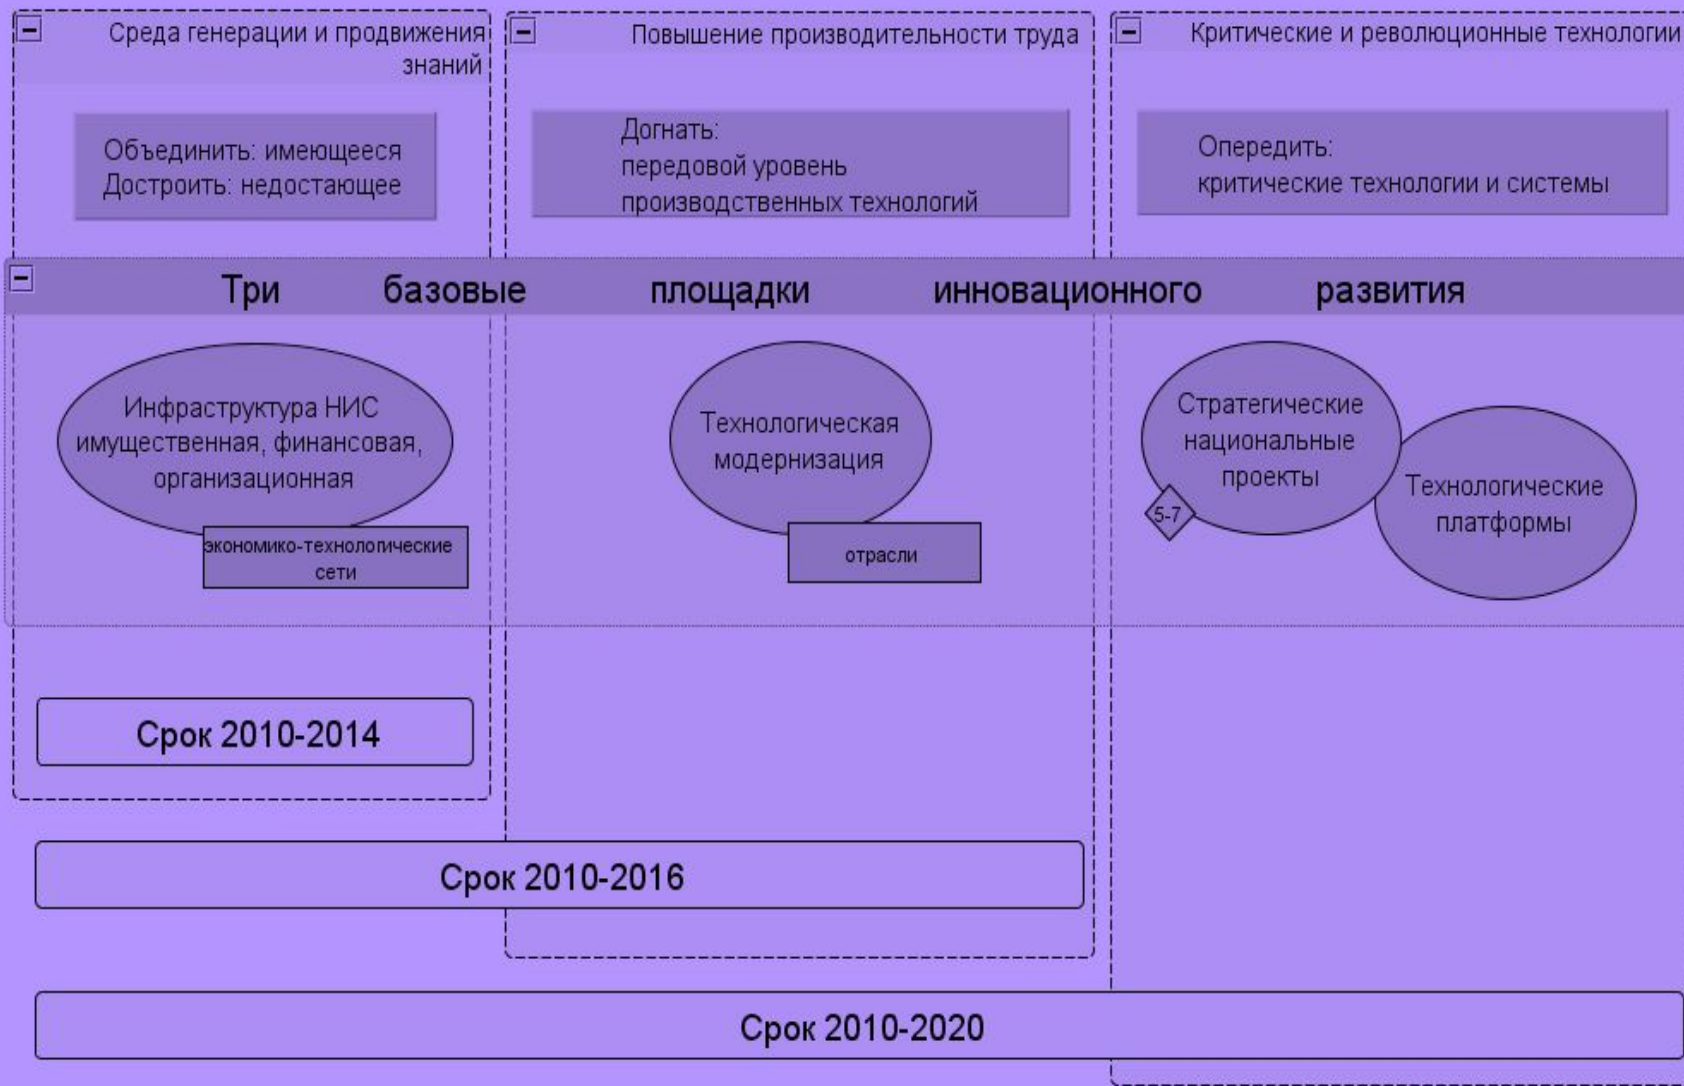 Среда генерации и продвижения
знаний
Повышение производительности труда
Критические и революционные технологии
Объединить: имеющееся
Достроить: недостающее
Догнать:
передовой уровень
производственных технологий
Опередить:
критические технологии и системы
Три базовые площадки инновационного развития
Инфраструктура НИС
имущественная, финансовая,
организационная
экономико-технологические
сети
Технологическая
модернизация
отрасли
Стратегические
национальные
проекты
5-7
Технологические
платформы
Срок 2010-2014
Срок 2010-2016
Срок 2010-2020